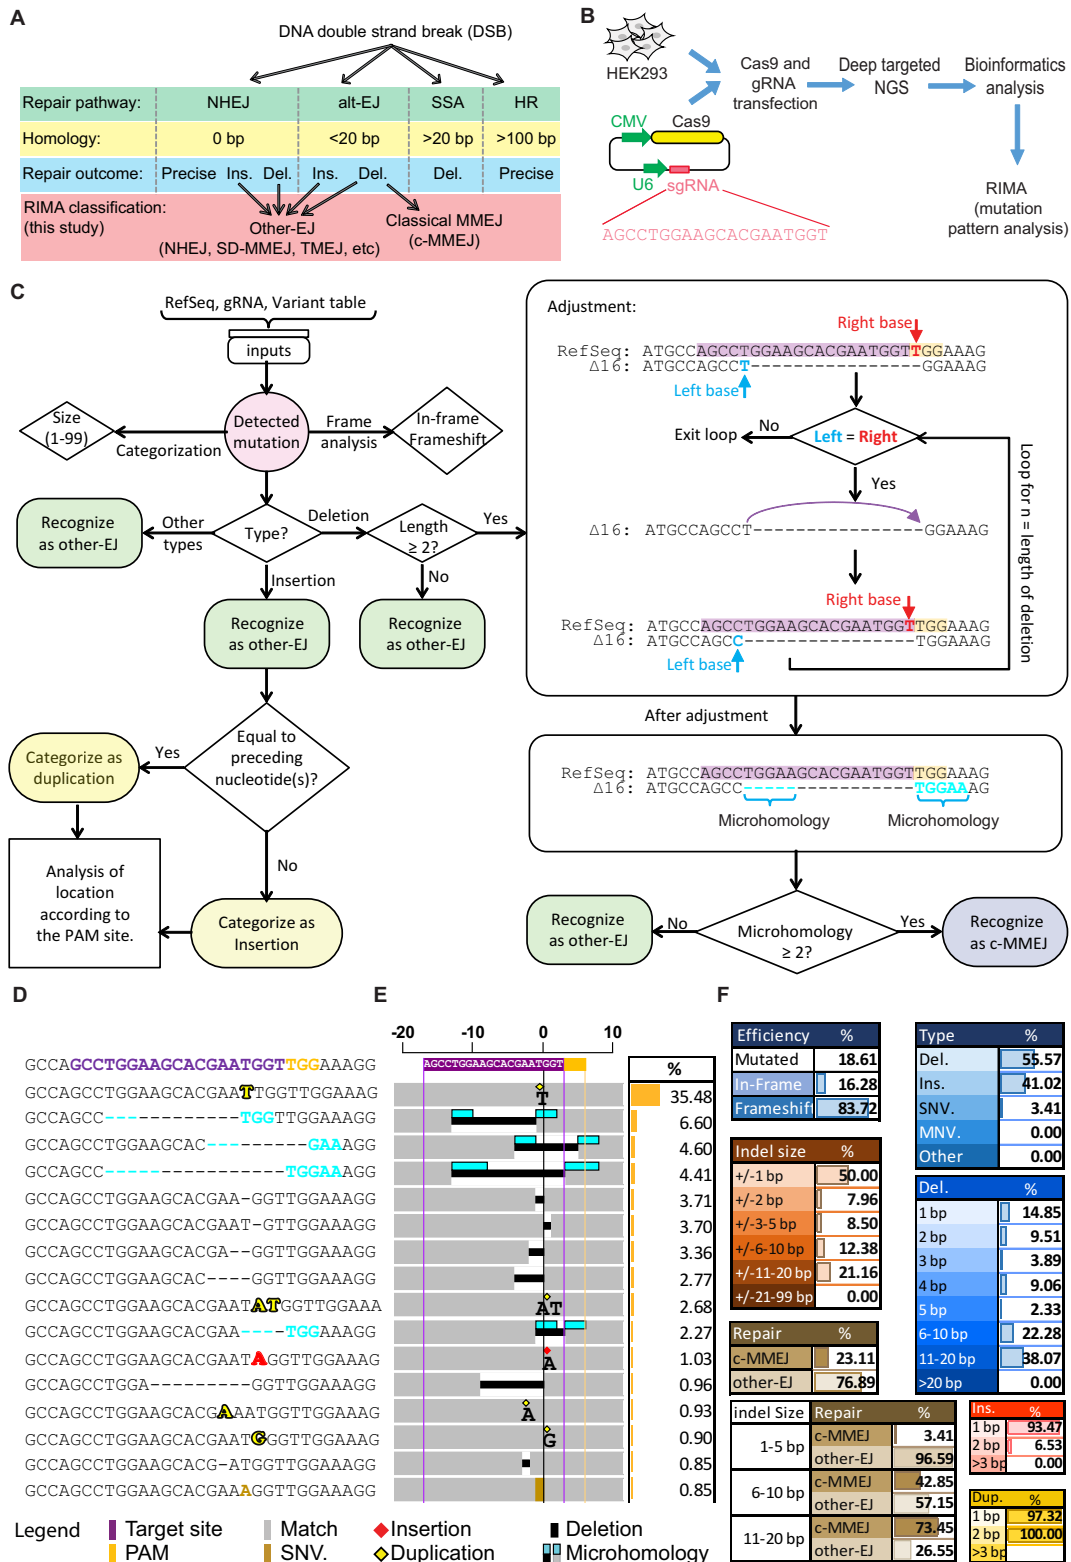 A
DNA double strand break (DSB)
Repair pathway: NHEJ alt-EJ SSA HR
Homology: 0 bp <20 bp >20 bp >100 bp
Repair outcome: Precise Ins. Del. Ins. Del. Del. Precise
RIMA classification:
(this study)
Other-EJ
(NHEJ, SD-MMEJ, TMEJ, etc)
Classical MMEJ
(c-MMEJ)
B
HEK293
CMV Cas9
U6 sgRNA
AGCCTGGAAGCACGAATGGT
Cas9 and
gRNA
transfection
Deep targeted
NGS
Bioinformatics
analysis
RIMA
(mutation
pattern analysis)
C
RefSeq, gRNA, Variant table
inputs
Detected
mutation
Size
(1-99)
Categorization
Frame
analysis
In-frame
Frameshift
Type?
Other
types
Recognize
as other-EJ
Deletion
Length
≥ 2?
Yes
No
Recognize
as other-EJ
Insertion
Recognize
as other-EJ
Equal to
preceding
nucleotide(s)?
Yes
Categorize as
duplication
No
Categorize as
Insertion
Analysis of
location
according to
the PAM site.
Adjustment:
Right base
RefSeq: ATGCCAGCCTGGAAGCACGAATGGTTGGAAAG
Δ16: ATGCCAGCCT----------------GGAAAG
Left base
Left = Right
No
Exit loop
Yes
Δ16: ATGCCAGCCT----------------GGAAAG
Loop for n = length of deletion
Right base
RefSeq: ATGCCAGCCTGGAAGCACGAATGGTTGGAAAG
Δ16: ATGCCAGCC----------------TGGAAAG
Left base
After adjustment
RefSeq: ATGCCAGCCTGGAAGCACGAATGGTTGGAAAG
Δ16: ATGCCAGCC----------------TGGAAAG
Microhomology Microhomology
Microhomology
≥ 2?
No
Recognize
as other-EJ
Yes
Recognize
as c-MMEJ
D
GCCAGCCTGGAAGCACGAATGGTTGGAAAGG
GCCAGCCTGGAAGCACGAATTGGTTGGAAAG
GCCAGCC-------------TGGTTGGAAAGG
GCCAGCCTGGAAGCAC---------GAAAGG
GCCAGCC----------------TGGAAAGG
GCCAGCCTGGAAGCACGAA-GGTTGGAAAGG
GCCAGCCTGGAAGCACGAAT-GTTGGAAAGG
GCCAGCCTGGAAGCACGA--GGTTGGAAAGG
GCCAGCCTGGAAGCAC----GGTTGGAAAGG
GCCAGCCTGGAAGCACGAATATGGTTGGAAA
GCCAGCCTGGAAGCACGAA----TGGAAAGG
GCCAGCCTGGAAGCACGAATAGGTTGGAAAG
GCCAGCCTGGA---------GGTTGGAAAGG
GCCAGCCTGGAAGCACGAAATGGTTGGAAAG
GCCAGCCTGGAAGCACGAATGGGTTGGAAAG
GCCAGCCTGGAAGCACG-ATGGTTGGAAAGG
GCCAGCCTGGAAGCACGAAAGGTTGGAAAGG
E
-20 -10 0 10
AGCCTGGAAGCACGAATGGT
T
AT
A
A
G
%
35.48
6.60
4.60
4.41
3.71
3.70
3.36
2.77
2.68
2.27
1.03
0.96
0.93
0.90
0.85
0.85
F
Efficiency %
Mutated 18.61
In-Frame 16.28
Frameshift 83.72
Indel size %
+/-1 bp 50.00
+/-2 bp 7.96
+/-3-5 bp 8.50
+/-6-10 bp 12.38
+/-11-20 bp 21.16
+/-21-99 bp 0.00
Repair %
c-MMEJ 23.11
other-EJ 76.89
Type %
Del. 55.57
Ins. 41.02
SNV. 3.41
MNV. 0.00
Other 0.00
Del. %
1 bp 14.85
2 bp 9.51
3 bp 3.89
4 bp 9.06
5 bp 2.33
6-10 bp 22.28
11-20 bp 38.07
>20 bp 0.00
indel Size Repair %
1-5 bp c-MMEJ 3.41
other-EJ 96.59
6-10 bp c-MMEJ 42.85
other-EJ 57.15
11-20 bp c-MMEJ 73.45
other-EJ 26.55
Ins. %
1 bp 93.47
2 bp 6.53
>3 bp 0.00
Dup. %
1 bp 97.32
2 bp 100.00
>3 bp
Legend
Target site
PAM
Match
SNV.
Insertion
Duplication
Deletion
Microhomology